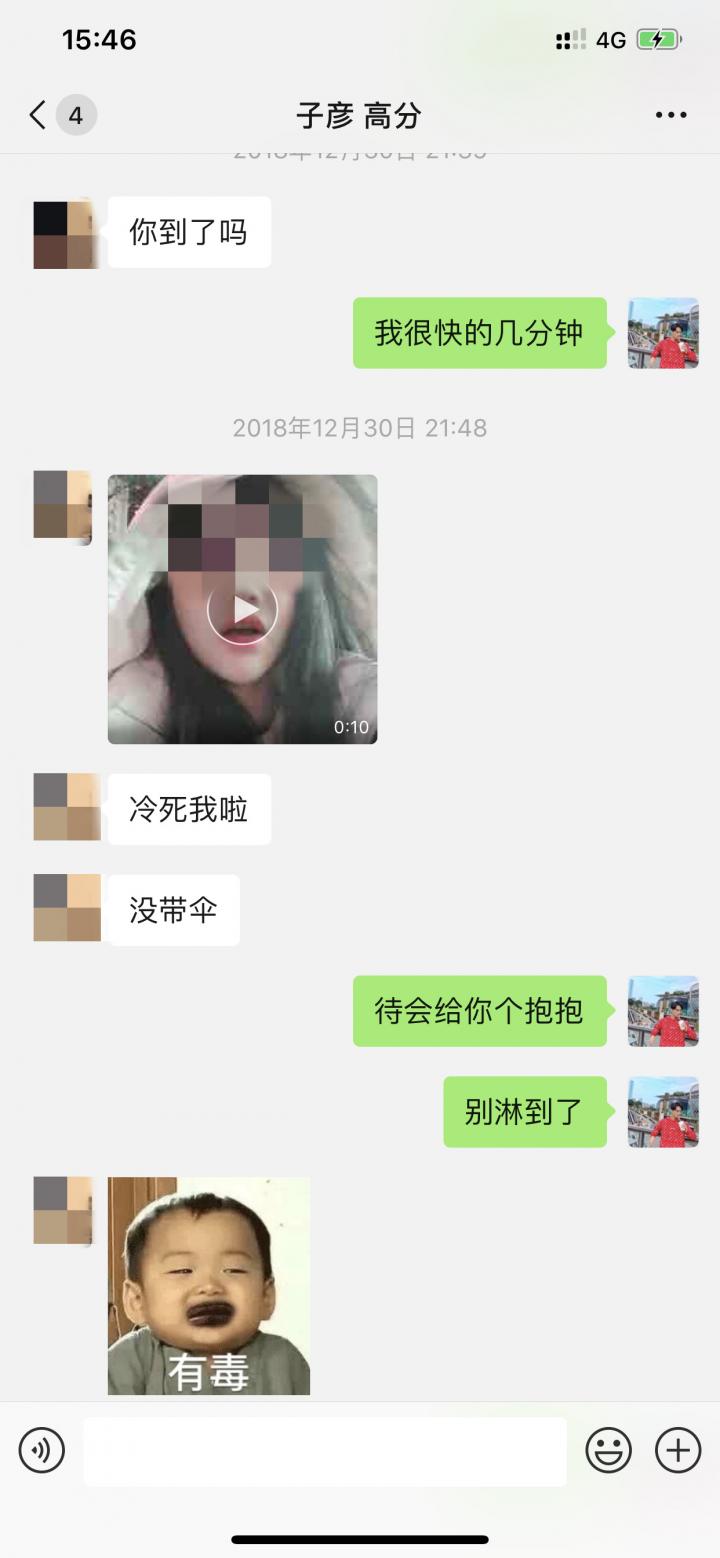 15:46
4G
4
子彦 高分
2018年12月30日 21:39
你到了吗
我很快的几分钟
2018年12月30日 21:48
0:10
冷死我啦
没带伞
待会给你个抱抱
别淋到了
有毒